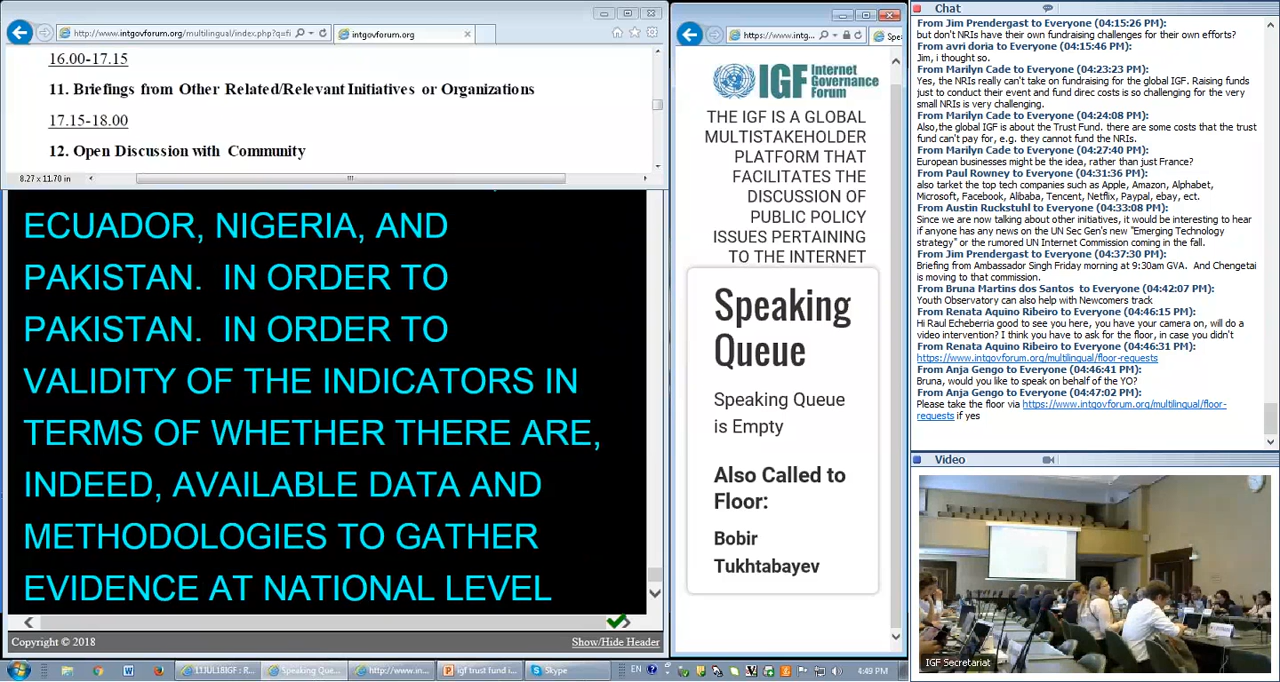 http://www.intgovforum.org/multilingual/index.php?q=fi
intgovforum.org
16.00-17.15
11. Briefings from Other Related/Relevant Initiatives or Organizations
17.15-18.00
12. Open Discussion with Community
8.27 x 11.70 in
ECUADOR, NIGERIA, AND
PAKISTAN. IN ORDER TO
PAKISTAN. IN ORDER TO
VALIDITY OF THE INDICATORS IN
TERMS OF WHETHER THERE ARE,
INDEED, AVAILABLE DATA AND
METHODOLOGIES TO GATHER
EVIDENCE AT NATIONAL LEVEL
Copyright © 2018
Show/Hide Header
https://www.intg
Spe
IGF Internet
Governance
Forum
THE IGF IS A GLOBAL
MULTISTAKEHOLDER
PLATFORM THAT
FACILITATES THE
DISCUSSION OF
PUBLIC POLICY
ISSUES PERTAINING
TO THE INTERNET
Speaking
Queue
Speaking Queue
is Empty
Also Called to
Floor:
Bobir
Tukhtabayev
Chat
From Jim Prendergast to Everyone (04:15:26 PM):
but don't NRIs have their own fundraising challenges for their own efforts?
From avri doria to Everyone (04:15:46 PM):
Jim, i thought so.
From Marilyn Cade to Everyone (04:23:23 PM):
Yes, the NRIs really can't take on fundraising for the global IGF. Raising funds
just to conduct their event and fund direc costs is so challenging for the very
small NRIs is very challenging.
From Marilyn Cade to Everyone (04:24:08 PM):
Also,the global IGF is about the Trust Fund. there are some costs that the trust
fund can't pay for, e.g. they cannot fund the NRIs.
From Marilyn Cade to Everyone (04:27:40 PM):
European businesses might be the idea, rather than just France?
From Paul Rowney to Everyone (04:31:36 PM):
also tarket the top tech companies such as Apple, Amazon, Alphabet,
Microsoft, Facebook, Alibaba, Tencent, Netflix, Paypal, ebay, ect.
From Austin Ruckstuhl to Everyone (04:33:08 PM):
Since we are now talking about other initiatives, it would be interesting to hear
if anyone has any news on the UN Sec Gen's new "Emerging Technology
strategy" or the rumored UN Internet Commission coming in the fall.
From Jim Prendergast to Everyone (04:37:30 PM):
Briefing from Ambassador Singh Friday morning at 9:30am GVA. And Chengetai
is moving to that commission.
From Bruna Martins dos Santos to Everyone (04:42:07 PM):
Youth Observatory can also help with Newcomers track
From Renata Aquino Ribeiro to Everyone (04:46:15 PM):
Hi Raul Echeberria good to see you here, you have your camera on, will do a
video intervention? I think you have to ask for the floor, in case you didn't
From Renata Aquino Ribeiro to Everyone (04:46:31 PM):
https://www.intgovforum.org/multilingual/floor-requests
From Anja Gengo to Everyone (04:46:41 PM):
Bruna, would you like to speak on behalf of the YO?
From Anja Gengo to Everyone (04:47:02 PM):
Please take the floor via https://www.intgovforum.org/multilingual/floor-
requests if yes
Video
IGF Secretariat
11JUL18IGF : R...
Speaking Que...
http://www.in...
igf trust fund i...
Skype
EN
4:49 PM